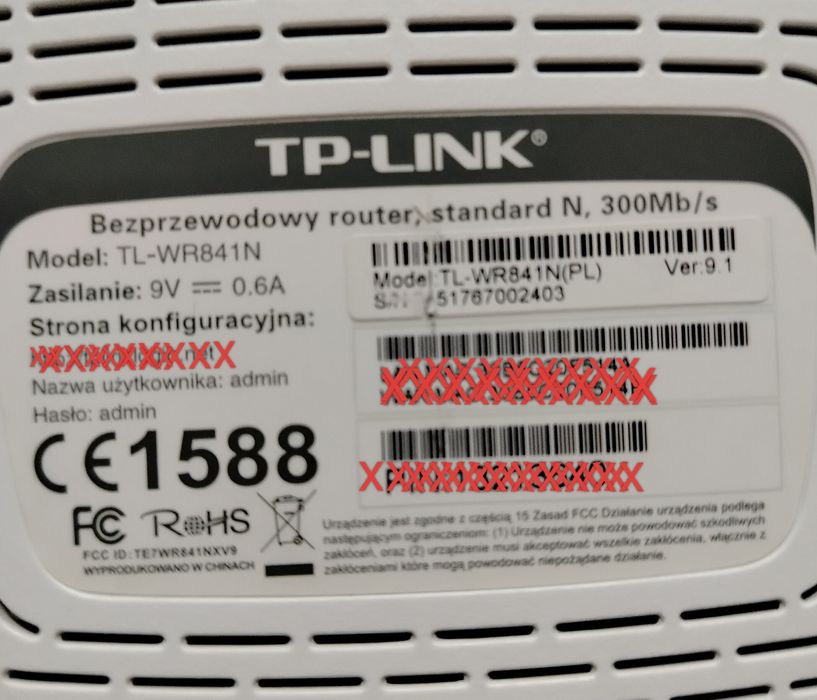 TP-LINK®
Bezprzewodowy router, standard N, 300Mb/s
Model: TL-WR841N
Zasilanie: 9V 0.6A
Strona konfiguracyjna:
Nazwa użytkownika: admin
Hasło: admin
Model:TL-WR841N(PL) Ver:9.1
51767002403
CE1588
FC RoHS
FCC ID:TE7WR841NXV9
WYPRODUKOWANO W CHINACH
Urządzenie jest zgodne z częścią 15 Zasad FCC Działanie urządzenia podlega
następującym ograniczeniom: (1) Urządzenie nie może powodować szkodliwych
zakłóceń, oraz (2) urządzenie musi akceptować wszelkie zakłócenia, włącznie z
zakłóceniami które mogą powodować niepożądane działanie.